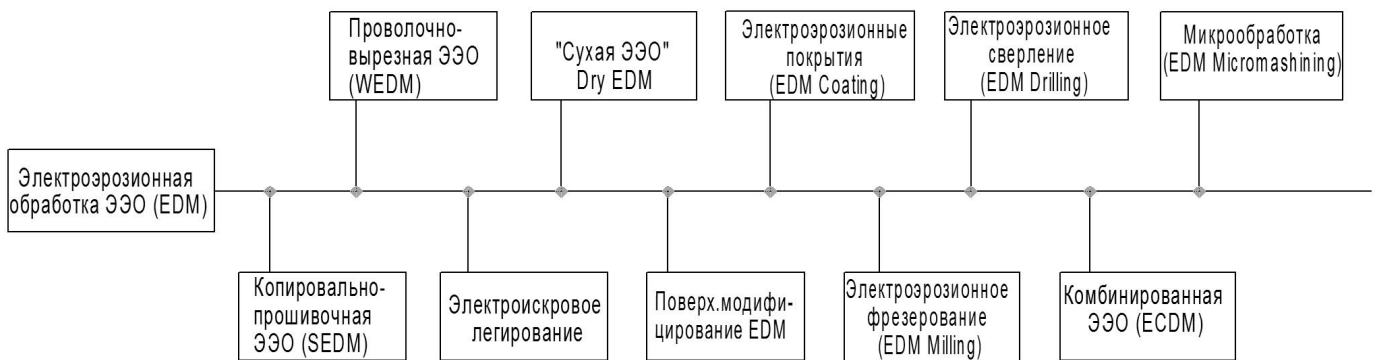 Проволочно-
вырезная ЭЭО
(WEDM)
"Сухая ЭЭО"
Dry EDM
Электроэрозионные
покрытия
(EDM Coating)
Электроэрозионное
сверление
(EDM Drilling)
Микрообработка
(EDM Micromashining)
Электроэрозионная
обработка ЭЭО (EDM)
Копировально-
прошивочная
ЭЭО (SEDM)
Электроискровое
легирование
Поверх.модифи-
цирование EDM
Электроэрозионное
фрезерование
(EDM Milling)
Комбинированная
ЭЭО (ECDM)